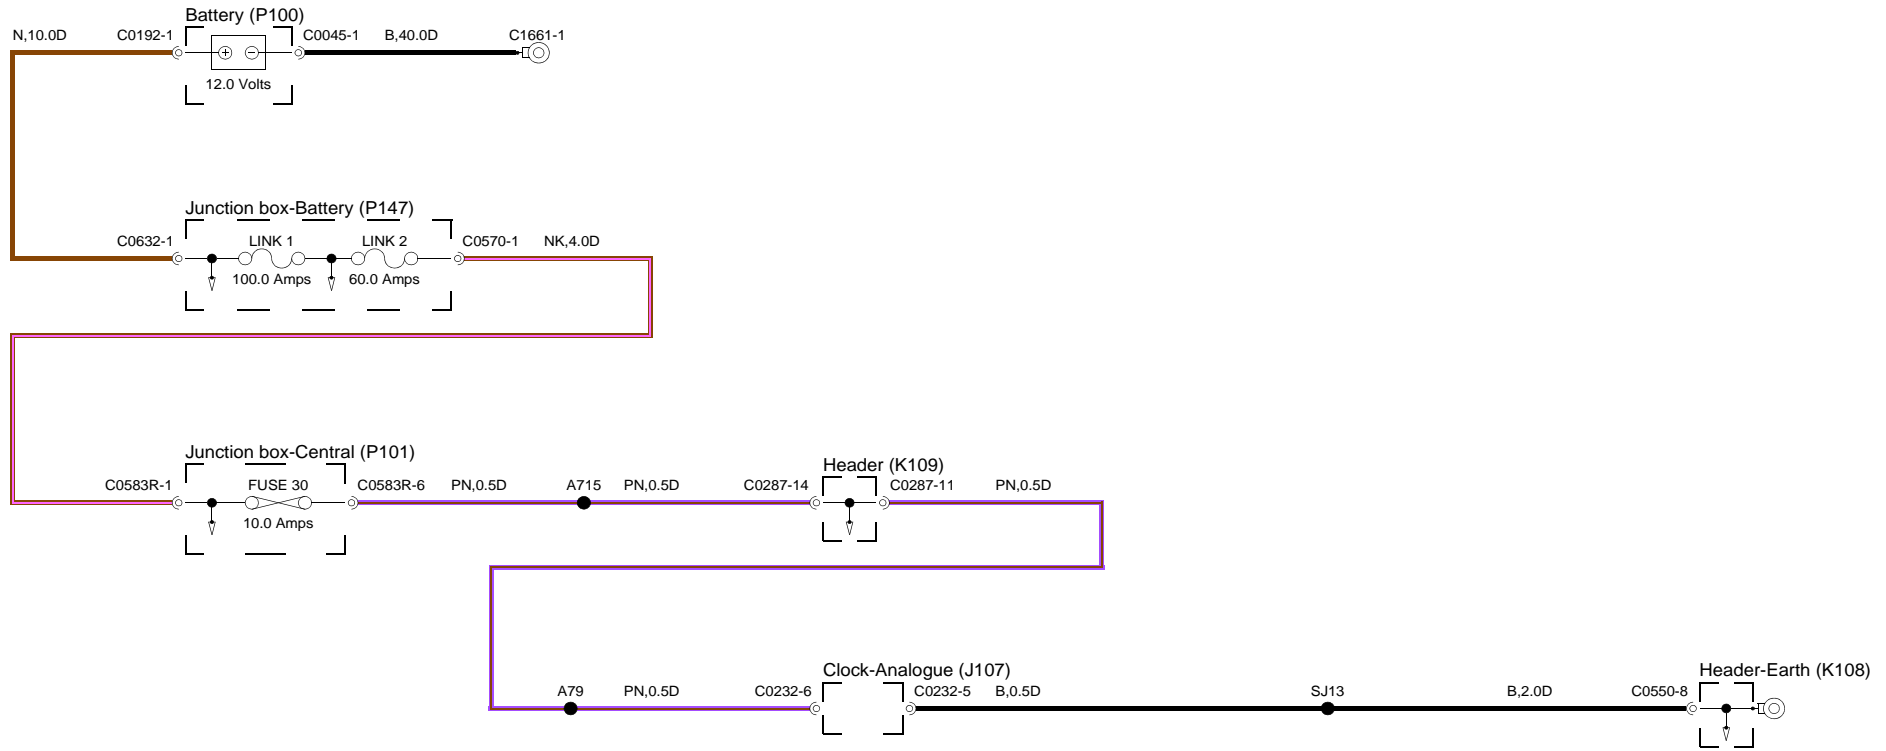 Battery (P100)
N,10.0D C0192-1 C0045-1 B,40.0D C1661-1
12.0 Volts
Junction box-Battery (P147)
C0632-1 LINK 1 LINK 2 C0570-1 NK,4.0D
100.0 Amps 60.0 Amps
Junction box-Central (P101)
Header (K109)
C0583R-1 FUSE 30 C0583R-6 PN,0.5D A715 PN,0.5D C0287-14 C0287-11 PN,0.5D
10.0 Amps
Clock-Analogue (J107) Header-Earth (K108)
A79 PN,0.5D C0232-6 C0232-5 B,0.5D SJ13 B,2.0D C0550-8